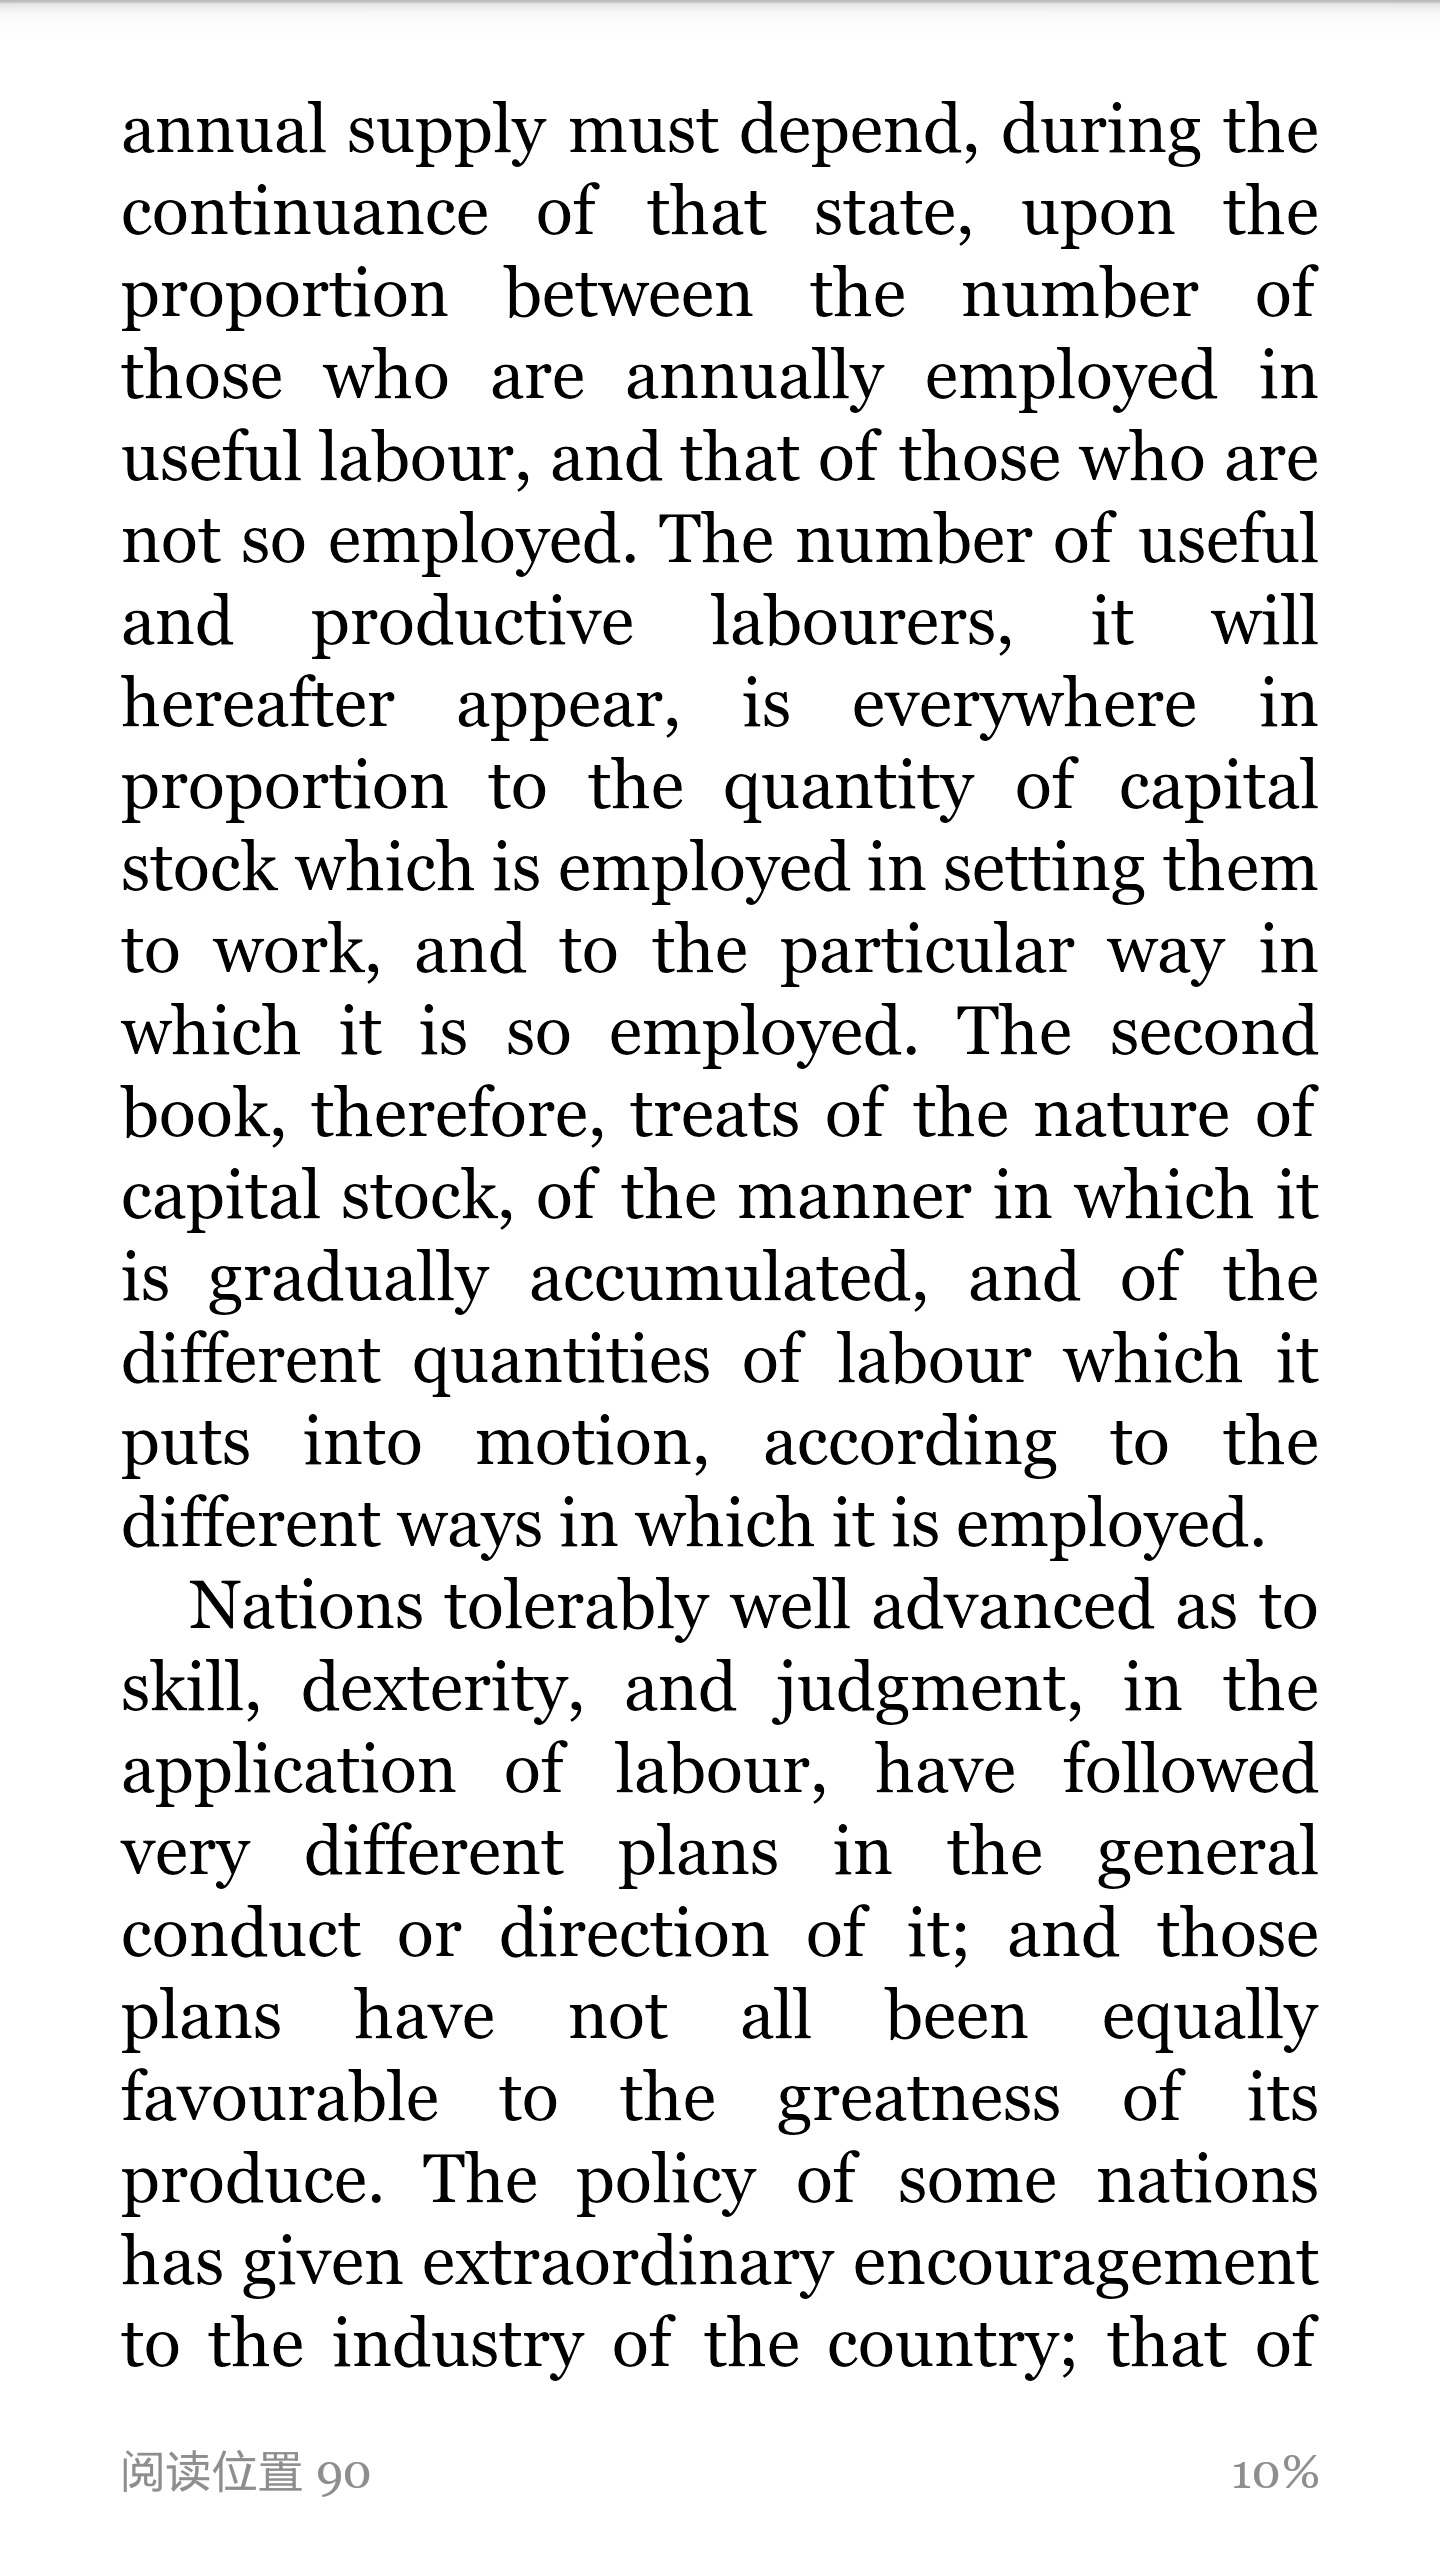 annual supply must depend, during the
continuance of that state, upon the
proportion between the number of
those who are annually employed in
useful labour, and that of those who are
not so employed. The number of useful
and productive labourers, it will
hereafter appear, is everywhere in
proportion to the quantity of capital
stock which is employed in setting them
to work, and to the particular way in
which it is so employed. The second
book, therefore, treats of the nature of
capital stock, of the manner in which it
is gradually accumulated, and of the
different quantities of labour which it
puts into motion, according to the
different ways in which it is employed.
Nations tolerably well advanced as to
skill, dexterity, and judgment, in the
application of labour, have followed
very different plans in the general
conduct or direction of it; and those
plans have not all been equally
favourable to the greatness of its
produce. The policy of some nations
has given extraordinary encouragement
to the industry of the country; that of
阅读位置 90
10%